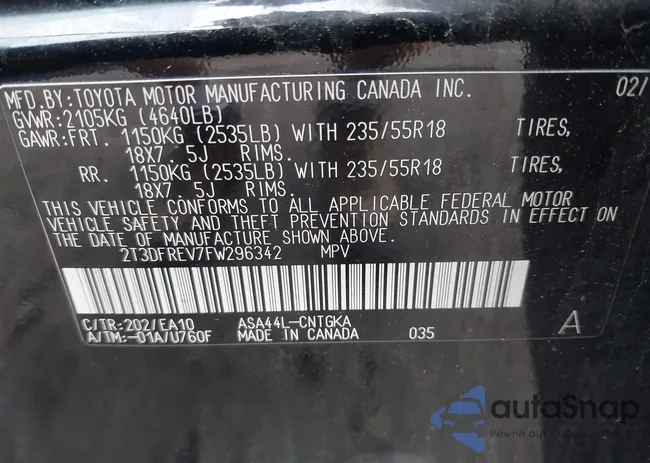 MFD.BY:TOYOTA MOTOR MANUFACTURING CANADA INC. 02/
GVWR:2105KG (4640LB)
GAWR:FRT. 1150KG (2535LB) WITH 235/55R18 TIRES,
18X7.5J RIMS.
RR. 1150KG (2535LB) WITH 235/55R18 TIRES,
18X7.5J RIMS.
THIS VEHICLE CONFORMS TO ALL APPLICABLE FEDERAL MOTOR
VEHICLE SAFETY AND THEFT PREVENTION STANDARDS IN EFFECT ON
THE DATE OF MANUFACTURE SHOWN ABOVE.
2T3DFREV7FW296342 MPV
C/TR:202/EA10 ASA44L-CNTGKA
A/TM:-01A/U760F MADE IN CANADA 035 A
autoSnap
Pewne auto